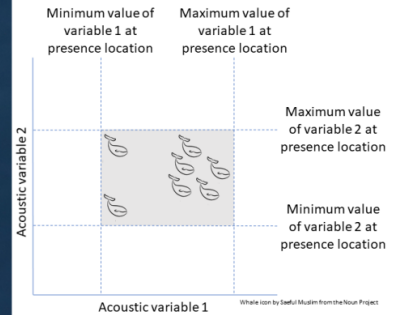 Minimum value of
variable 1 at
presence location
Maximum value of
variable 1 at
presence location
Maximum value
of variable 2 at
presence location
Minimum value
of variable 2 at
presence location
Acoustic variable 2
Acoustic variable 1
Whale icon by Saeful Muslim from the Noun Project